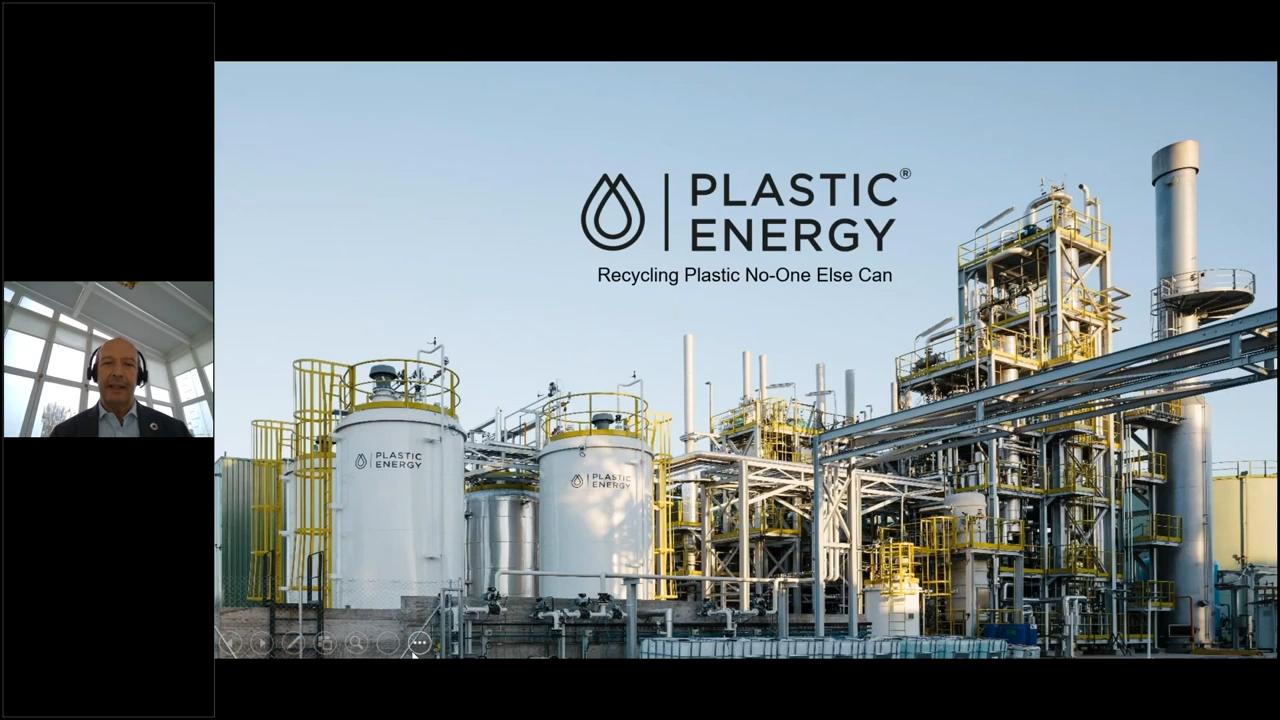 PLASTIC®
ENERGY
Recycling Plastic No-One Else Can
PLASTIC
ENERGY
PLASTIC
ENERGY